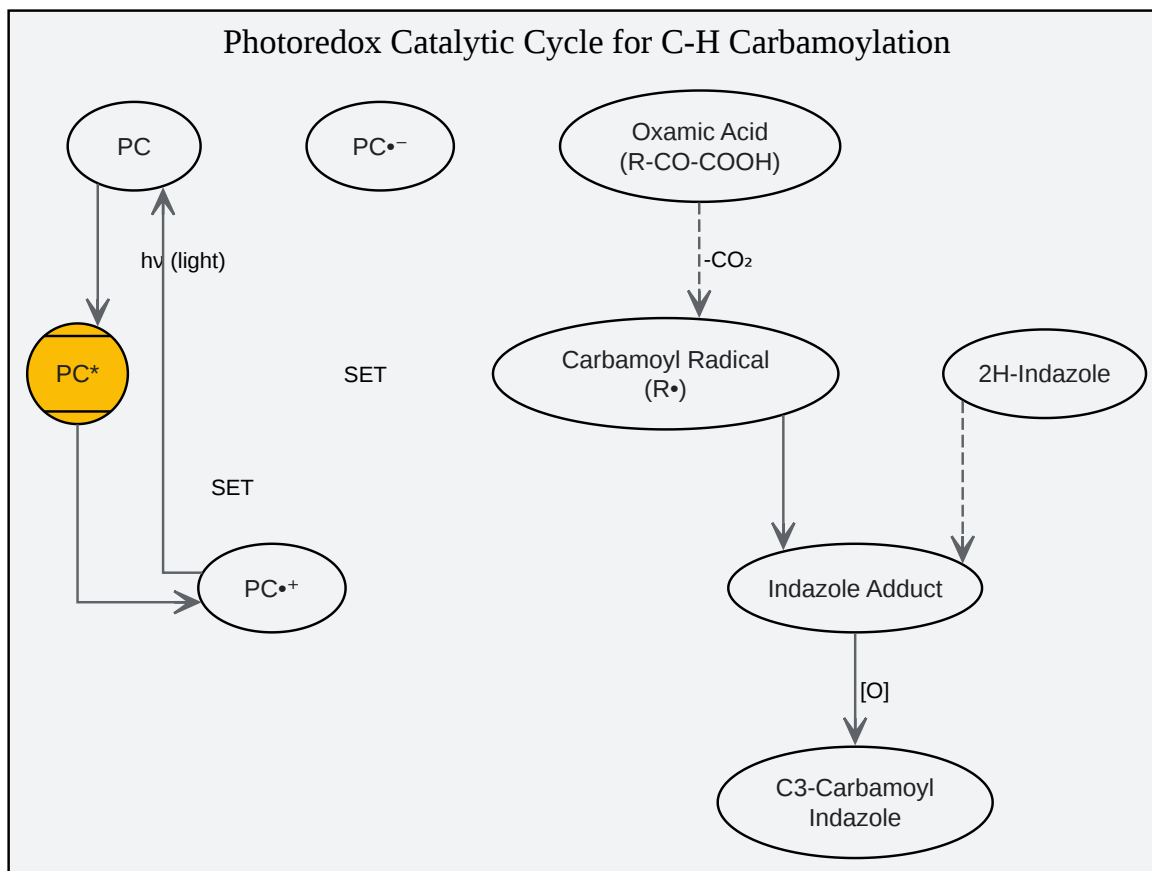 Photoredox Catalytic Cycle for C-H Carbamoylation
PC
PC•⁻
Oxamic Acid
(R-CO-COOH)
hν (light)
-CO₂
PC*
SET
Carbamoyl Radical
(R•)
2H-Indazole
SET
PC•⁺
Indazole Adduct
[O]
C3-Carbamoyl
Indazole